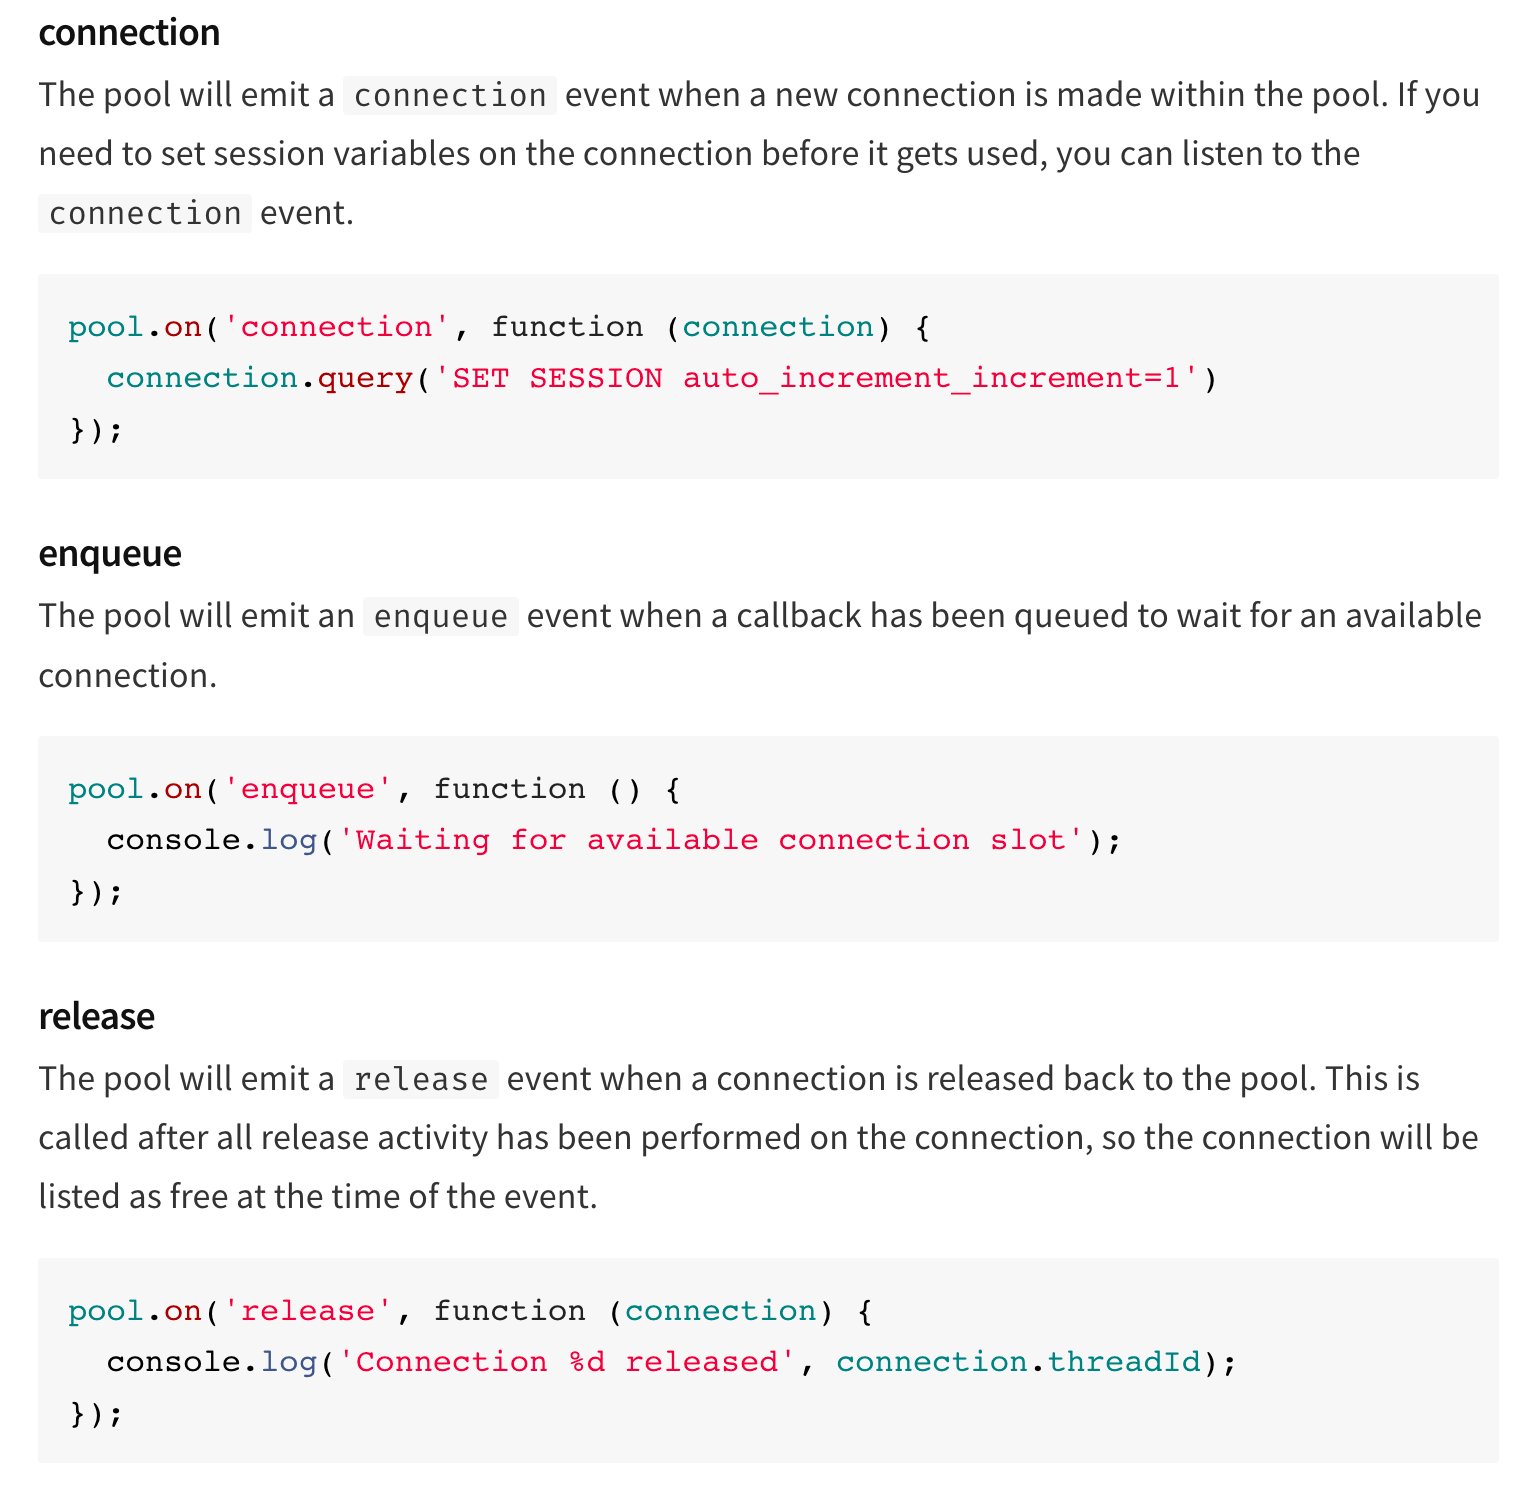 connection
The pool will emit a connection event when a new connection is made within the pool. If you
need to set session variables on the connection before it gets used, you can listen to the
connection event.
pool.on('connection', function (connection) {
  connection.query('SET SESSION auto_increment_increment=1')
});
enqueue
The pool will emit an enqueue event when a callback has been queued to wait for an available
connection.
pool.on('enqueue', function () {
  console.log('Waiting for available connection slot');
});
release
The pool will emit a release event when a connection is released back to the pool. This is
called after all release activity has been performed on the connection, so the connection will be
listed as free at the time of the event.
pool.on('release', function (connection) {
  console.log('Connection %d released', connection.threadId);
});